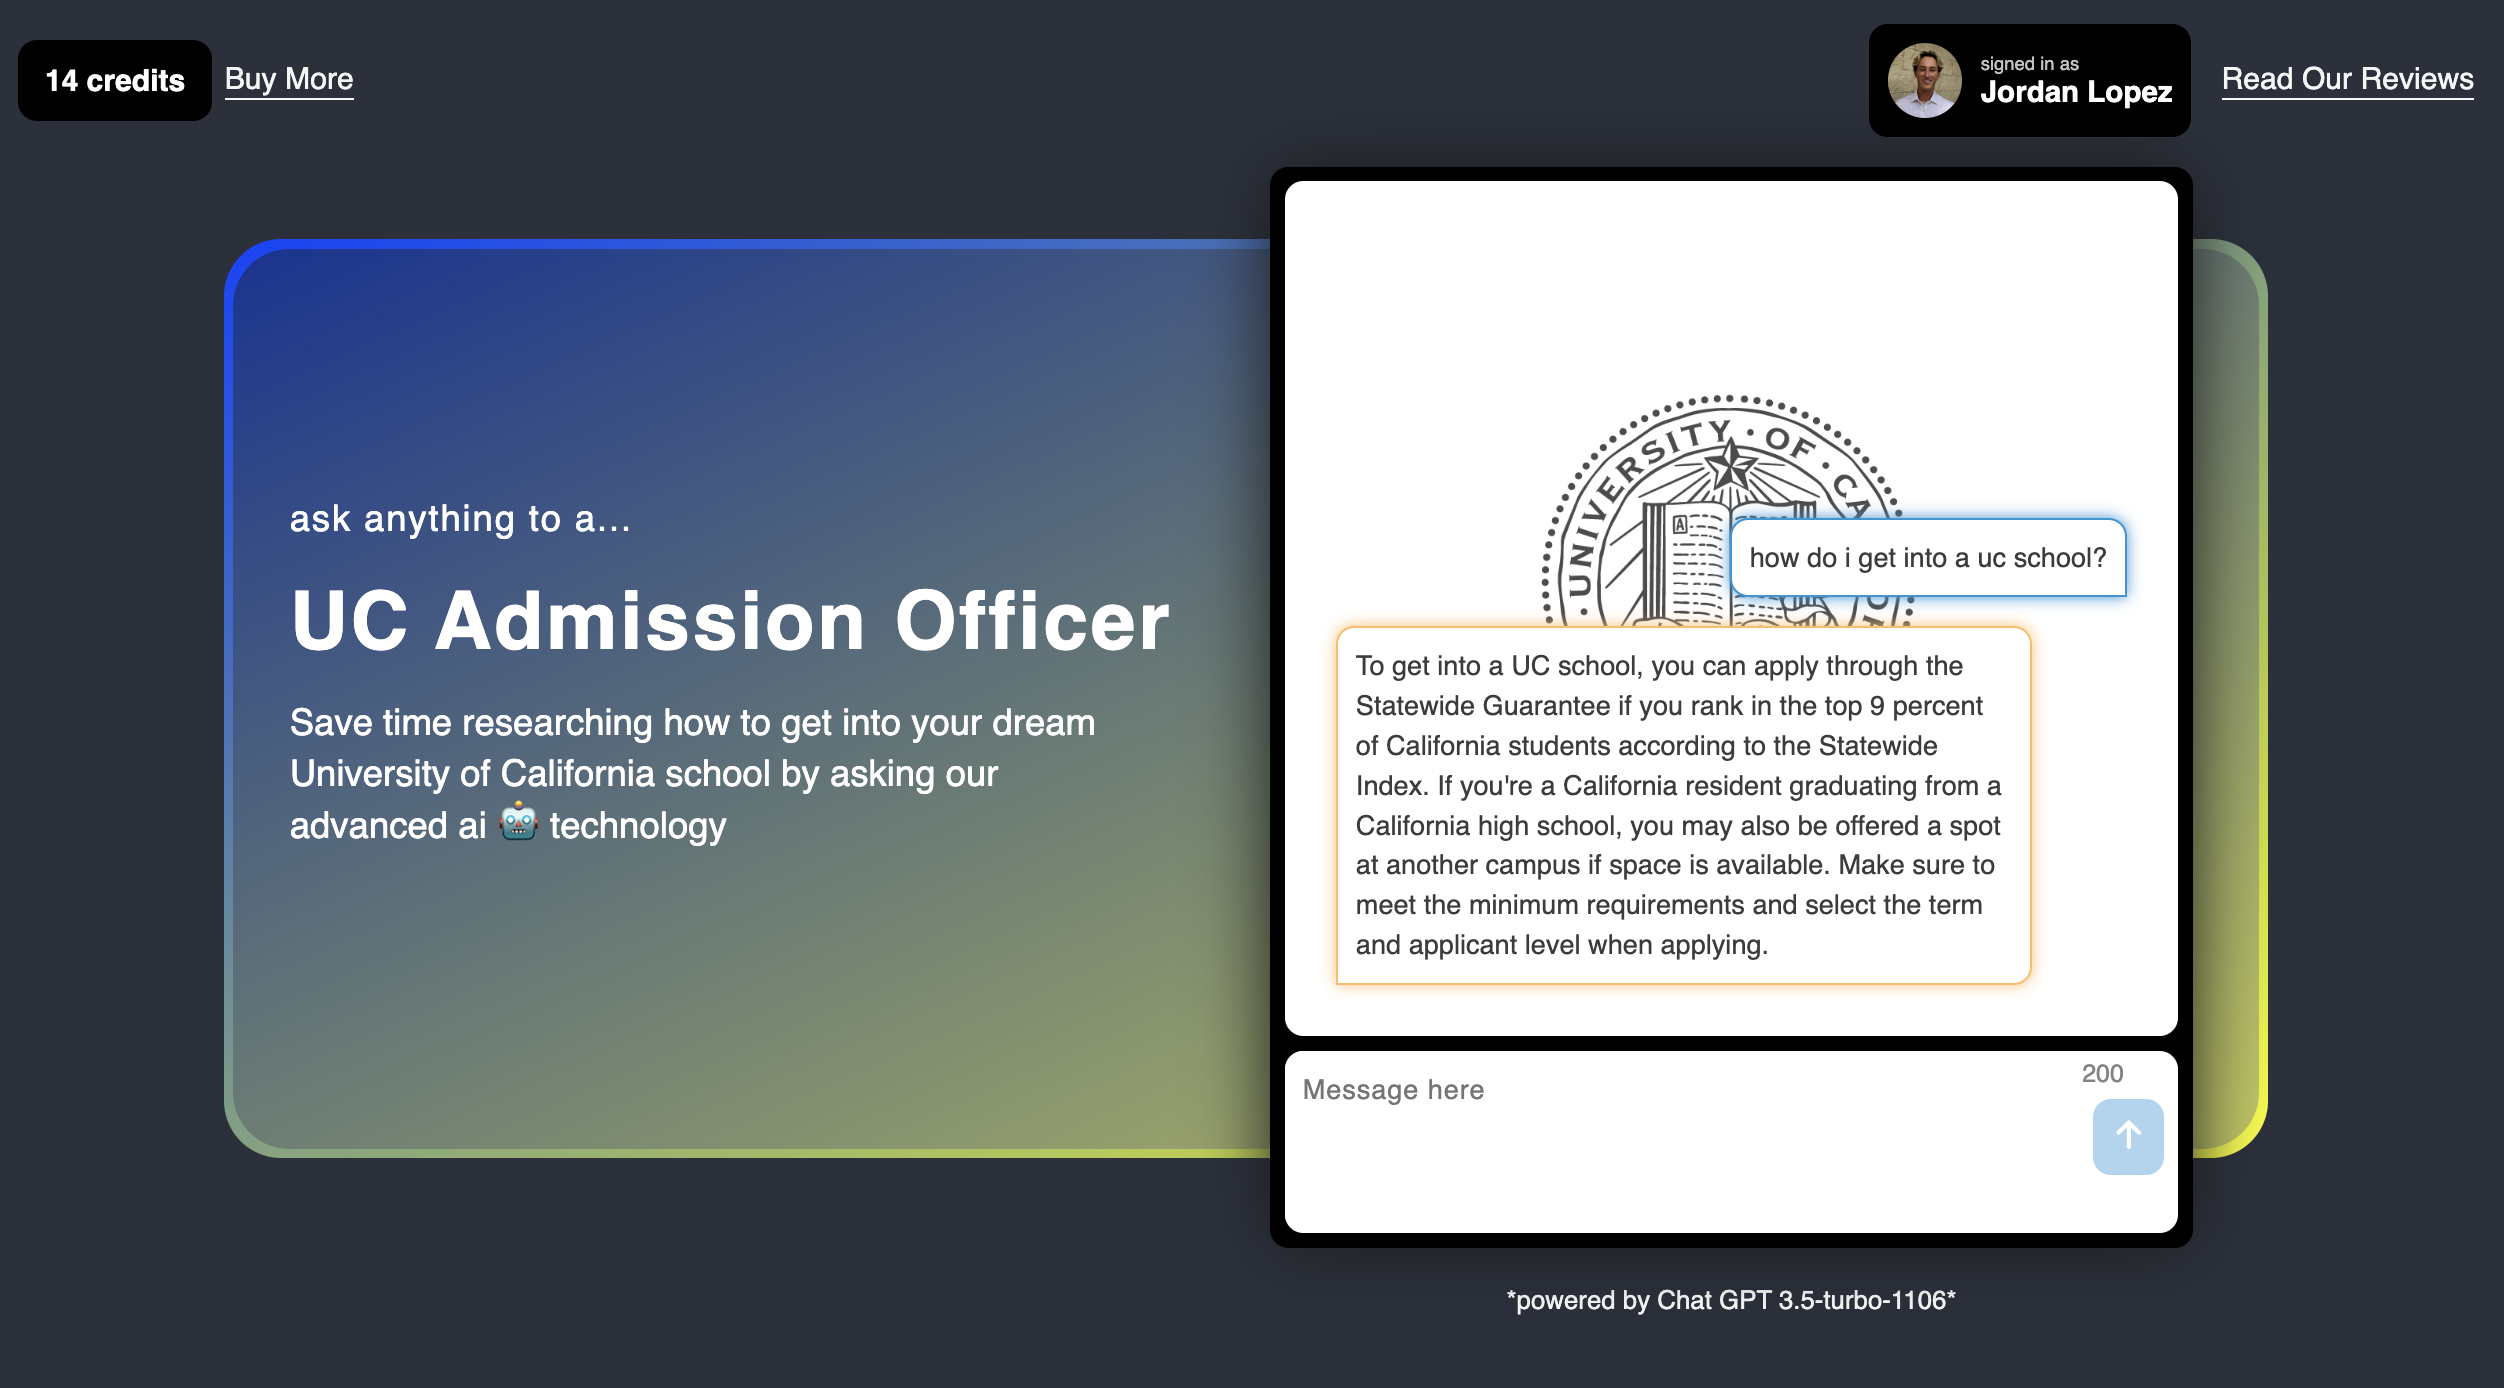 14 credits
Buy More
signed in as
Jordan Lopez
Read Our Reviews
ask anything to a...
UC Admission Officer
Save time researching how to get into your dream
University of California school by asking our
advanced ai 🤖 technology
· UNIVERSITY · OF · CA
A
how do i get into a uc school?
To get into a UC school, you can apply through the
Statewide Guarantee if you rank in the top 9 percent
of California students according to the Statewide
Index. If you're a California resident graduating from a
California high school, you may also be offered a spot
at another campus if space is available. Make sure to
meet the minimum requirements and select the term
and applicant level when applying.
200
Message here
*powered by Chat GPT 3.5-turbo-1106*